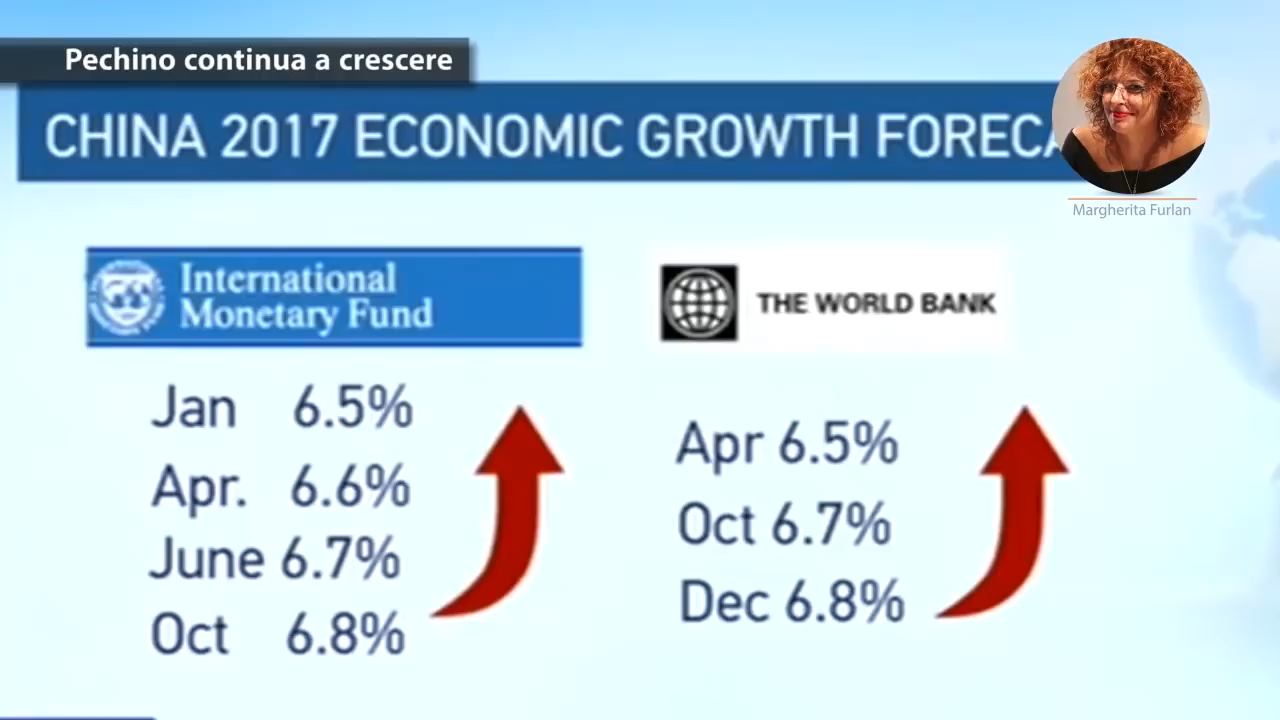 Pechino continua a crescere
CHINA 2017 ECONOMIC GROWTH
Margherita Furlan
International
Monetary Fund
THE WORLD BANK
Jan 6.5%
Apr. 6.6%
June 6.7%
Oct 6.8%
Apr 6.5%
Oct 6.7%
Dec 6.8%